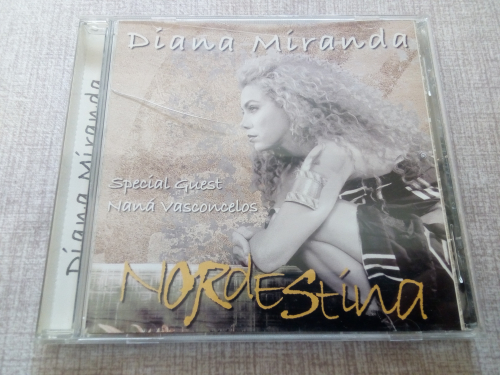 Diana Miranda
Diana Miranda
Special Guest
Naná Vasconcelos
NORdEStina